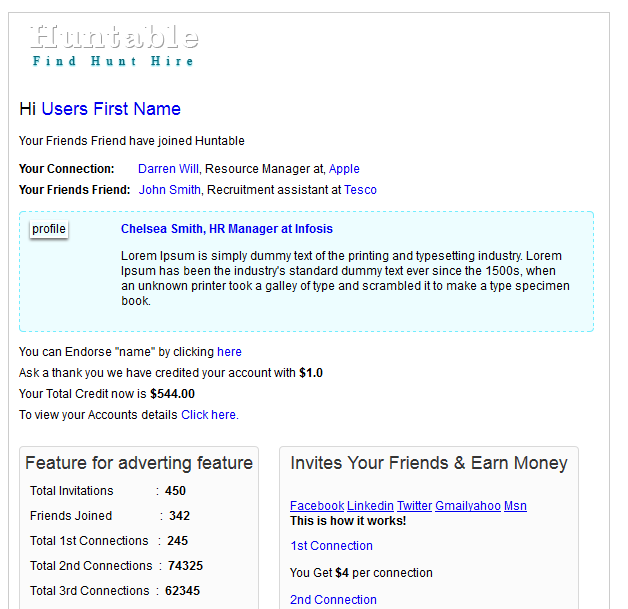 Huntable
Find Hunt Hire
Hi Users First Name
Your Friends Friend have joined Huntable
Your Connection: Darren Will, Resource Manager at, Apple
Your Friends Friend: John Smith, Recruitment assistant at Tesco
profile
Chelsea Smith, HR Manager at Infosis
Lorem Ipsum is simply dummy text of the printing and typesetting industry. Lorem
Ipsum has been the industry's standard dummy text ever since the 1500s, when
an unknown printer took a galley of type and scrambled it to make a type specimen
book.
You can Endorse "name" by clicking here
Ask a thank you we have credited your account with $1.0
Your Total Credit now is $544.00
To view your Accounts details Click here.
Feature for adverting feature
Total Invitations : 450
Friends Joined : 342
Total 1st Connections : 245
Total 2nd Connections : 74325
Total 3rd Connections : 62345
Invites Your Friends & Earn Money
Facebook Linkedin Twitter Gmailyahoo Msn
This is how it works!
1st Connection
You Get $4 per connection
2nd Connection